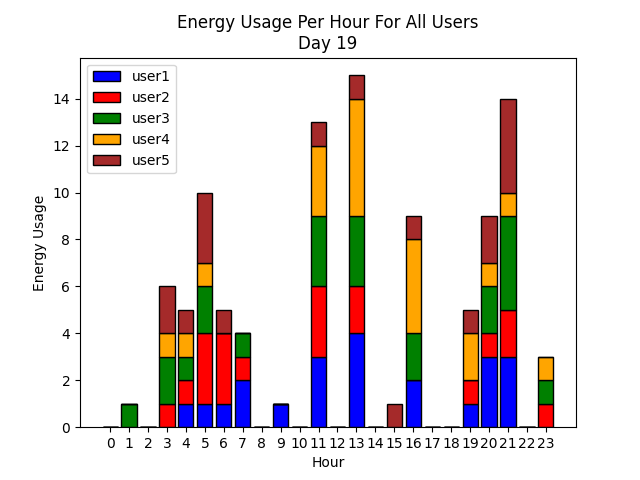 Energy Usage Per Hour For All Users
Day 19
user1
user2
user3
user4
user5
Energy Usage
14
12
10
8
6
4
2
0
0 1 2 3 4 5 6 7 8 9 10 11 12 13 14 15 16 17 18 19 20 21 22 23
Hour